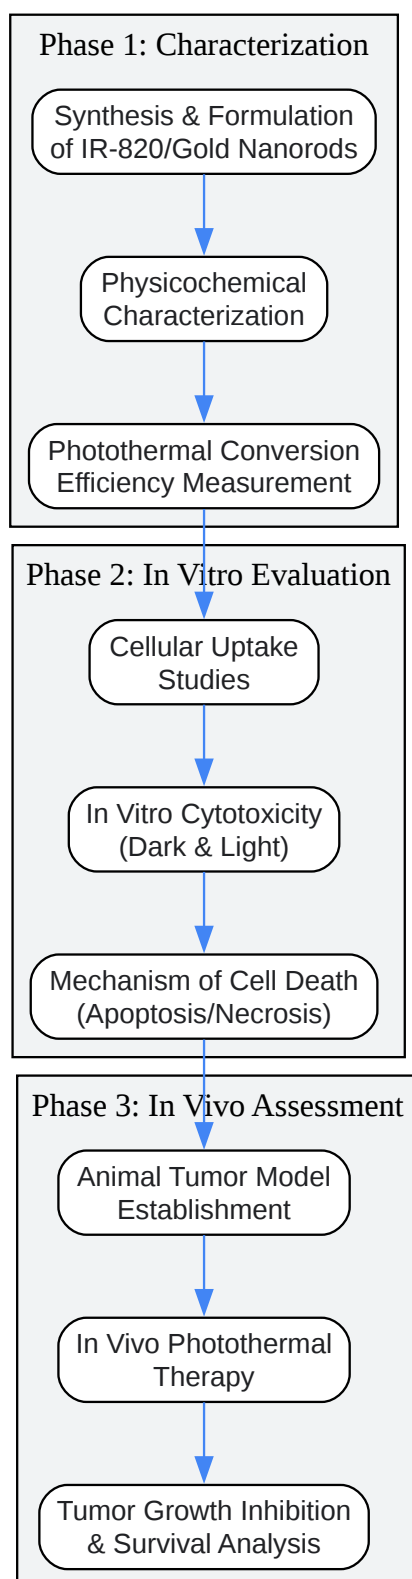 Phase 1: Characterization
Synthesis & Formulation
of IR-820/Gold Nanorods
Physicochemical
Characterization
Photothermal Conversion
Efficiency Measurement
Phase 2: In Vitro Evaluation
Cellular Uptake
Studies
In Vitro Cytotoxicity
(Dark & Light)
Mechanism of Cell Death
(Apoptosis/Necrosis)
Phase 3: In Vivo Assessment
Animal Tumor Model
Establishment
In Vivo Photothermal
Therapy
Tumor Growth Inhibition
& Survival Analysis